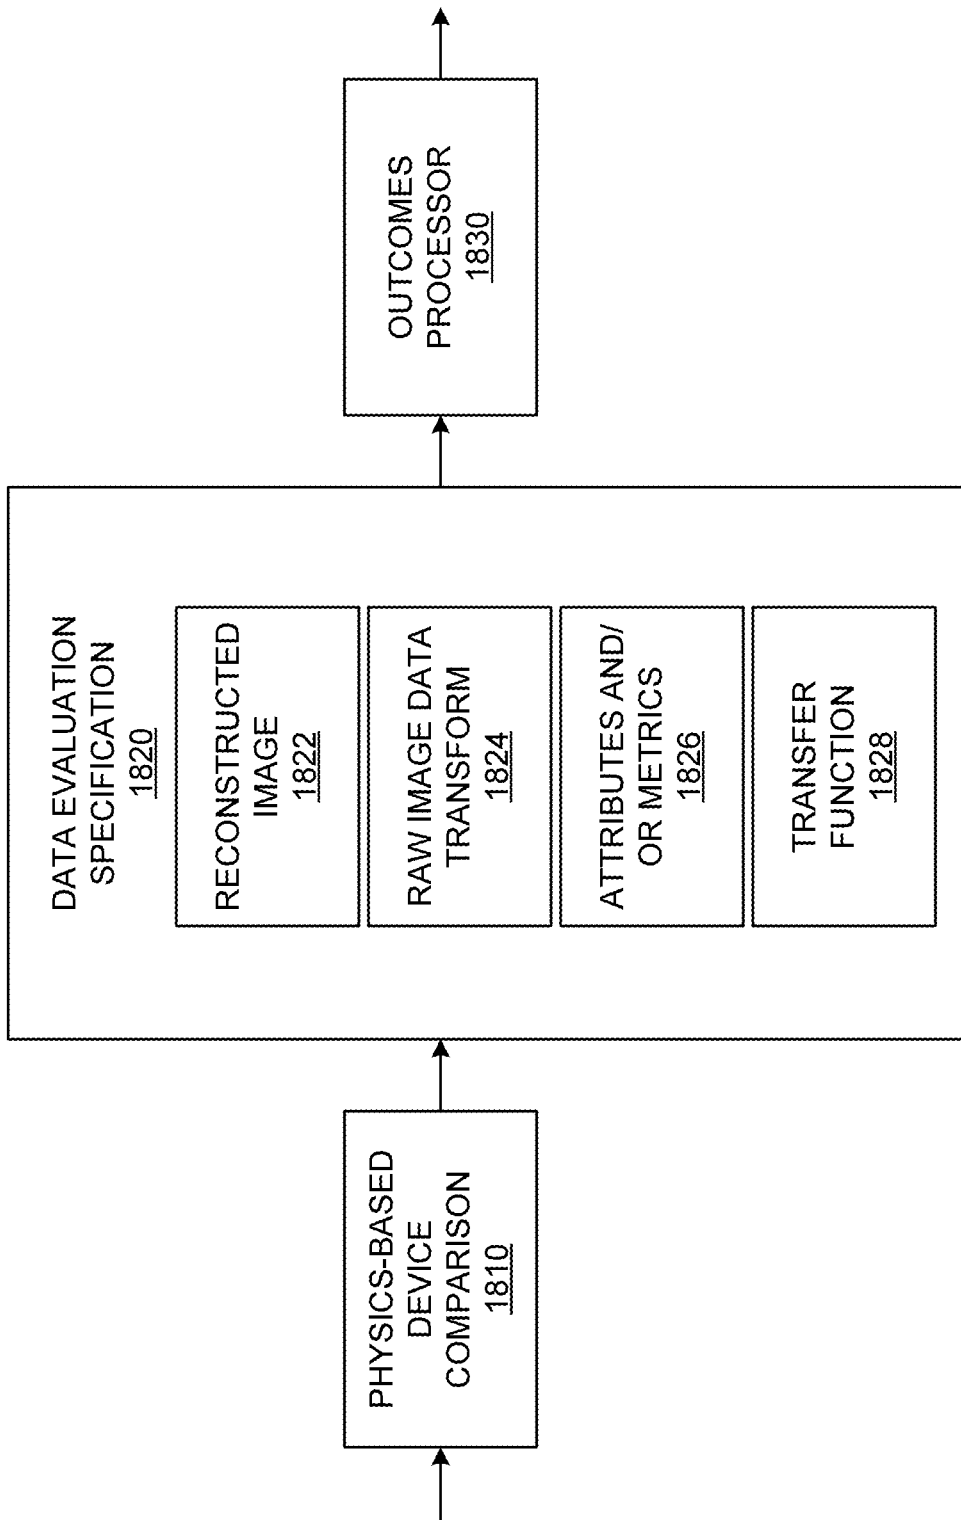 PHYSICS-BASED
DEVICE
COMPARISON
1810
DATA EVALUATION
SPECIFICATION
1820
RECONSTRUCTED
IMAGE
1822
RAW IMAGE DATA
TRANSFORM
1824
ATTRIBUTES AND/
OR METRICS
1826
TRANSFER
FUNCTION
1828
OUTCOMES
PROCESSOR
1830